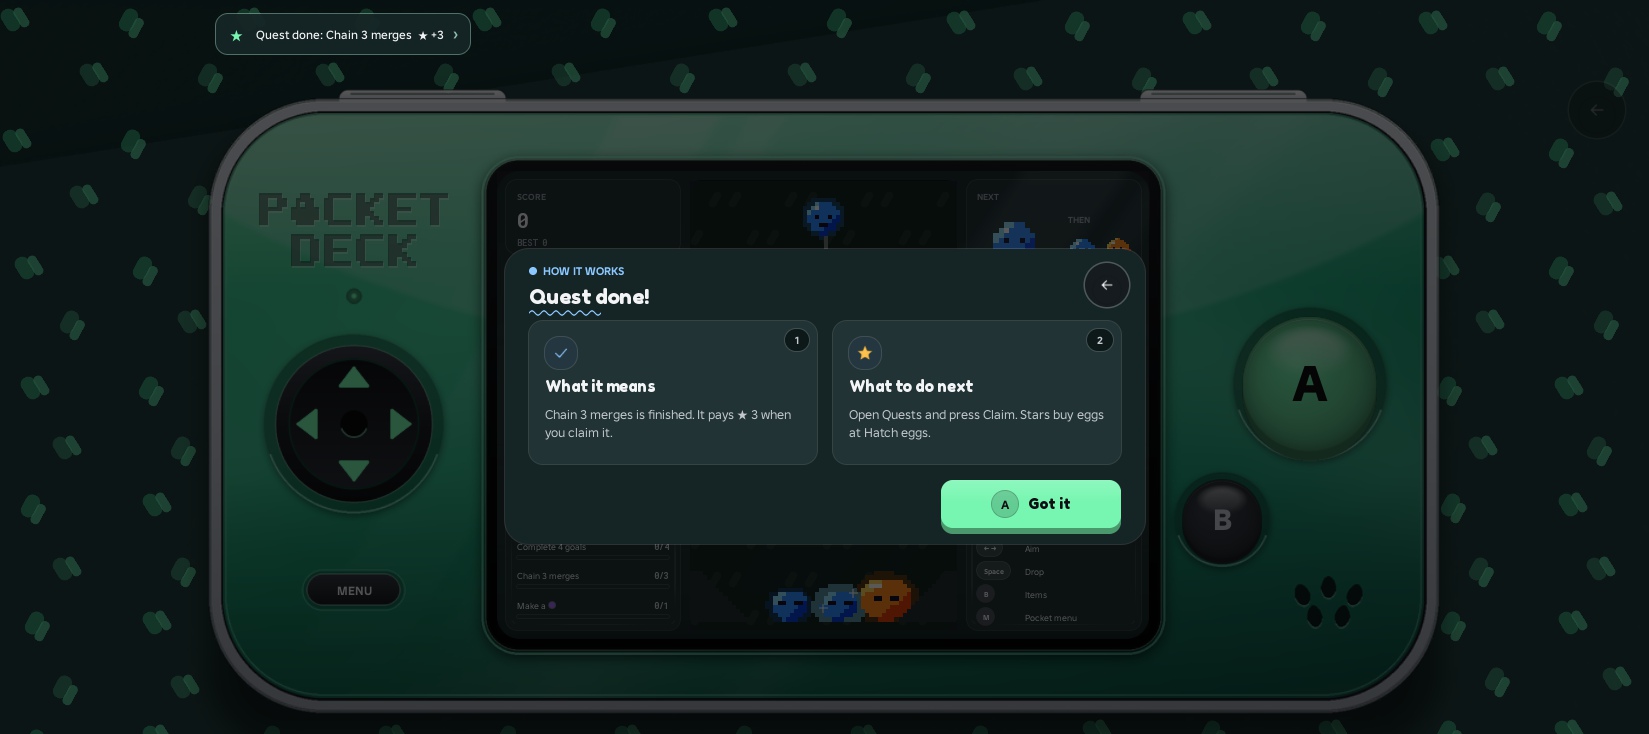 Quest done: Chain 3 merges ★ +3 ›
POCKET
DECK
MENU
SCORE
0
BEST 0
NEXT
THEN
HOW IT WORKS
Quest done!
1
What it means
Chain 3 merges is finished. It pays ★ 3 when
you claim it.
2
What to do next
Open Quests and press Claim. Stars buy eggs
at Hatch eggs.
A Got it
Complete 4 goals 0/4
Chain 3 merges 0/3
Make a 0/1
←→ Aim
Space Drop
B Items
M Pocket menu
A
B